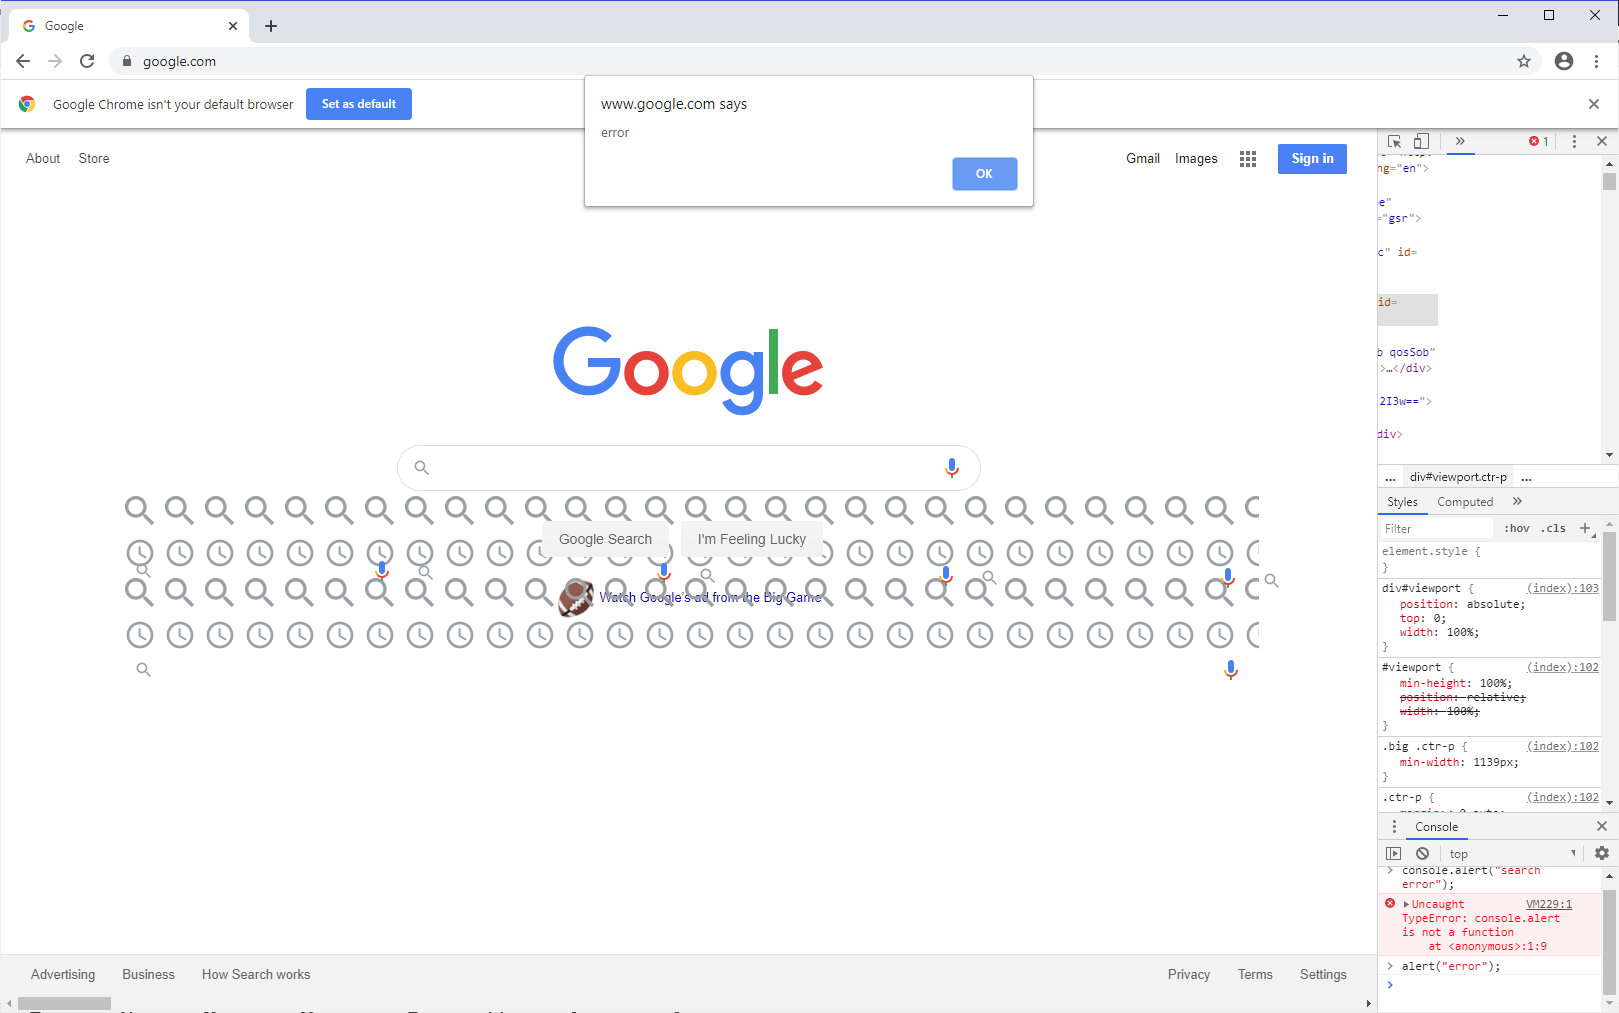 Google
google.com
Google Chrome isn't your default browser
Set as default
www.google.com says
error
OK
About
Store
Gmail
Images
Sign in
Google
Google Search
I'm Feeling Lucky
Watch Google's ad from the Big Game
Advertising
Business
How Search works
Privacy
Terms
Settings
1
ng="en">
e"
="gsr">
c" id=
id=
b qosSob"
>…</div>
2I3w==">
div>
... div#viewport.ctr-p ...
Styles
Computed
Filter
:hov
.cls
element.style {
}
div#viewport { (index):103
position: absolute;
top: 0;
width: 100%;
}
#viewport { (index):102
min-height: 100%;
position: relative;
width: 100%;
}
.big .ctr-p { (index):102
min-width: 1139px;
}
.ctr-p { (index):102
Console
top
console.alert("search
error");
Uncaught VM229:1
TypeError: console.alert
is not a function
at <anonymous>:1:9
alert("error");